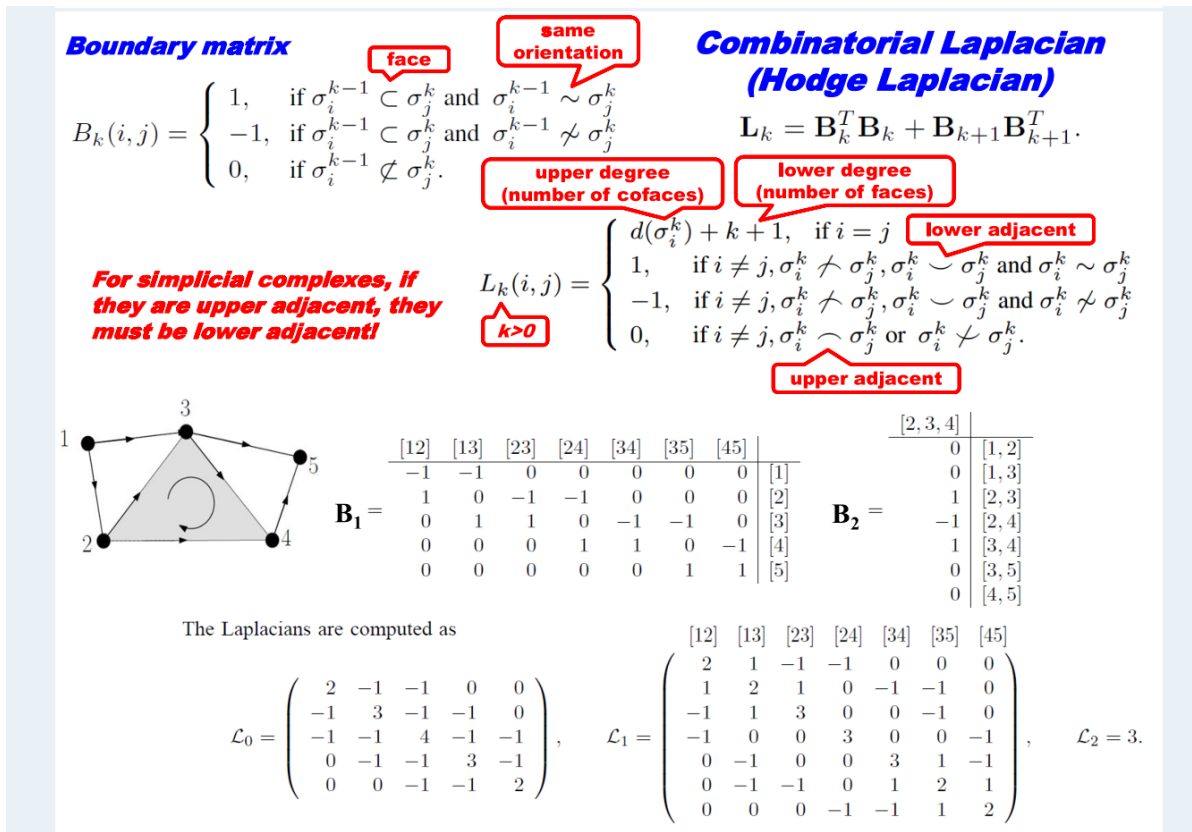 Boundary matrix
face
same
orientation
Combinatorial Laplacian
(Hodge Laplacian)
B_k(i, j) = { 1, if σ_i^{k−1} ⊂ σ_j^k and σ_i^{k−1} ∼ σ_j^k
−1, if σ_i^{k−1} ⊂ σ_j^k and σ_i^{k−1} ≁ σ_j^k
0, if σ_i^{k−1} ⊄ σ_j^k.
L_k = B_k^T B_k + B_{k+1} B_{k+1}^T.
upper degree
(number of cofaces)
lower degree
(number of faces)
lower adjacent
For simplicial complexes, if
they are upper adjacent, they
must be lower adjacent!
L_k(i, j) = { d(σ_i^k) + k + 1, if i = j
1, if i ≠ j, σ_i^k ⌢̸ σ_j^k, σ_i^k ⌣ σ_j^k and σ_i^k ∼ σ_j^k
−1, if i ≠ j, σ_i^k ⌢̸ σ_j^k, σ_i^k ⌣ σ_j^k and σ_i^k ≁ σ_j^k
0, if i ≠ j, σ_i^k ⌢ σ_j^k or σ_i^k ⌣̸ σ_j^k.
k>0
upper adjacent
1
3
5
2
4
B_1 =
[12] [13] [23] [24] [34] [35] [45]
−1 −1 0 0 0 0 0 [1]
1 0 −1 −1 0 0 0 [2]
0 1 1 0 −1 −1 0 [3]
0 0 0 1 1 0 −1 [4]
0 0 0 0 0 1 1 [5]
B_2 =
[2, 3, 4]
0 [1, 2]
0 [1, 3]
1 [2, 3]
−1 [2, 4]
1 [3, 4]
0 [3, 5]
0 [4, 5]
The Laplacians are computed as
L_0 =
2 −1 −1 0 0
−1 3 −1 −1 0
−1 −1 4 −1 −1
0 −1 −1 3 −1
0 0 −1 −1 2
,
L_1 =
[12] [13] [23] [24] [34] [35] [45]
2 1 −1 −1 0 0 0
1 2 1 0 −1 −1 0
−1 1 3 0 0 −1 0
−1 0 0 3 0 0 −1
0 −1 0 0 3 1 −1
0 −1 −1 0 1 2 1
0 0 0 −1 −1 1 2
,
L_2 = 3.